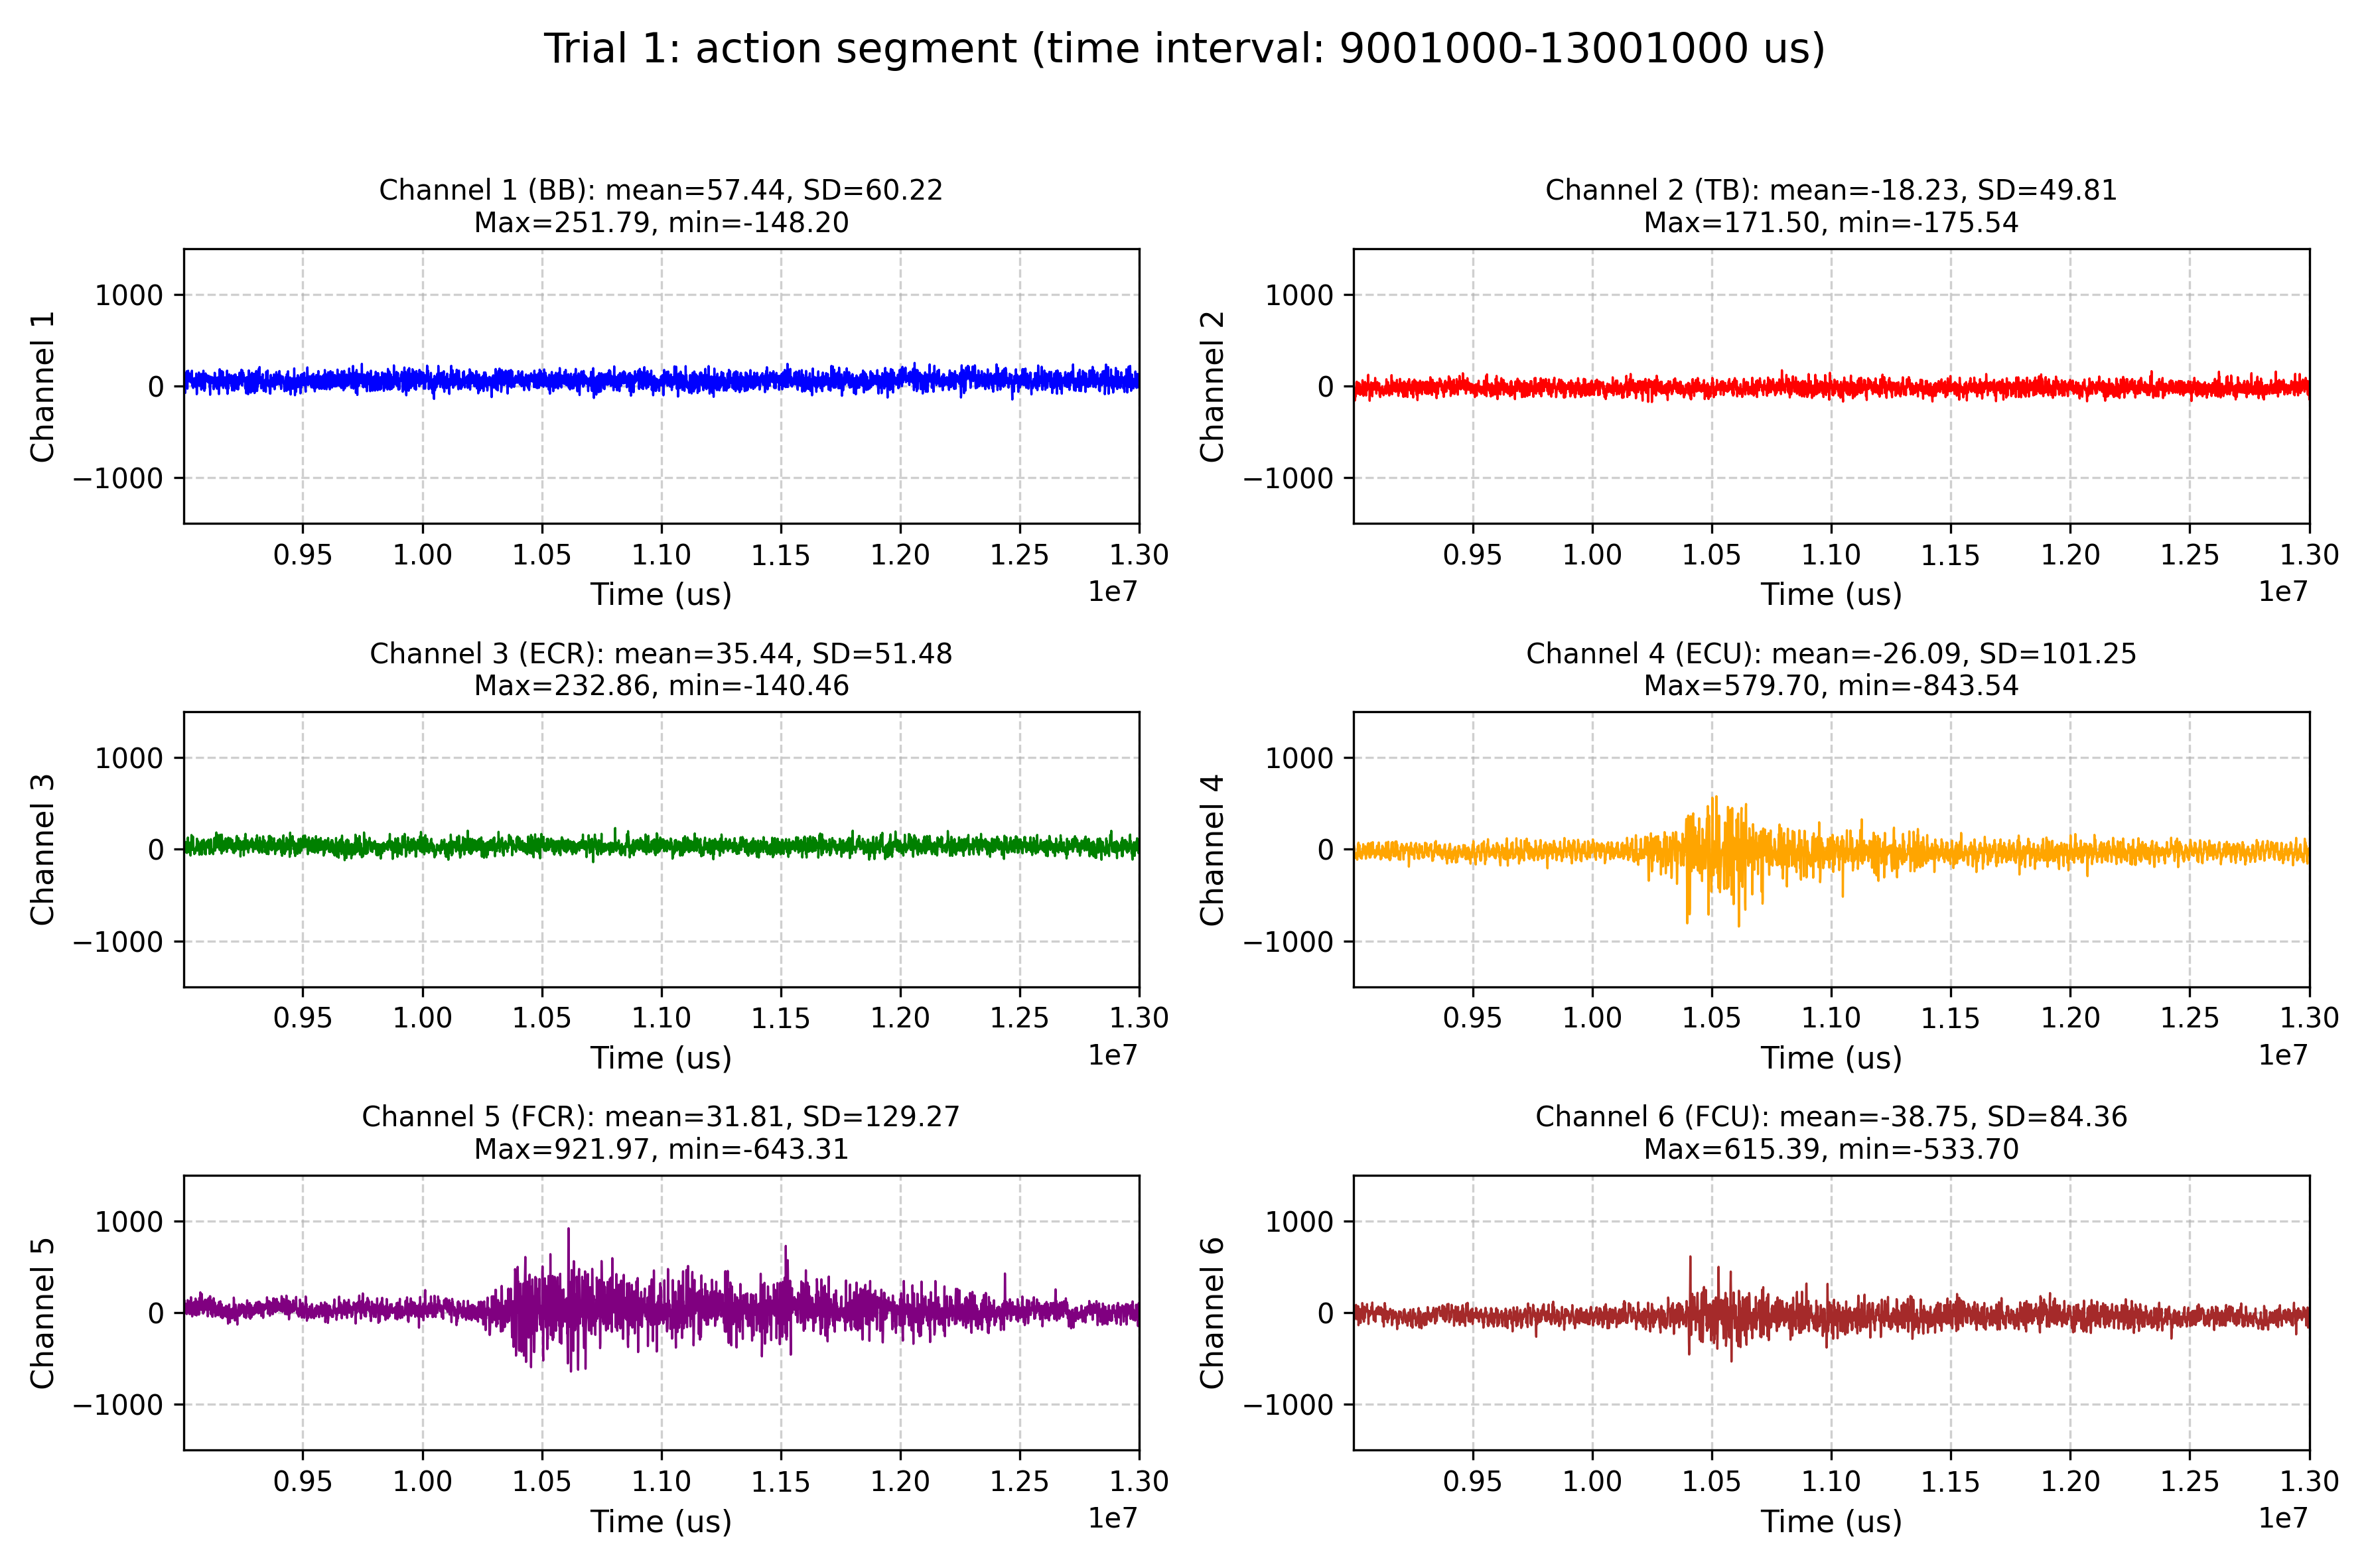 Trial 1: action segment (time interval: 9001000-13001000 us)
Channel 1 (BB): mean=57.44, SD=60.22
Max=251.79, min=-148.20
1000
0
−1000
Channel 1
0.95 1.00 1.05 1.10 1.15 1.20 1.25 1.30
Time (us)
1e7
Channel 2 (TB): mean=-18.23, SD=49.81
Max=171.50, min=-175.54
1000
0
−1000
Channel 2
0.95 1.00 1.05 1.10 1.15 1.20 1.25 1.30
Time (us)
1e7
Channel 3 (ECR): mean=35.44, SD=51.48
Max=232.86, min=-140.46
1000
0
−1000
Channel 3
0.95 1.00 1.05 1.10 1.15 1.20 1.25 1.30
Time (us)
1e7
Channel 4 (ECU): mean=-26.09, SD=101.25
Max=579.70, min=-843.54
1000
0
−1000
Channel 4
0.95 1.00 1.05 1.10 1.15 1.20 1.25 1.30
Time (us)
1e7
Channel 5 (FCR): mean=31.81, SD=129.27
Max=921.97, min=-643.31
1000
0
−1000
Channel 5
0.95 1.00 1.05 1.10 1.15 1.20 1.25 1.30
Time (us)
1e7
Channel 6 (FCU): mean=-38.75, SD=84.36
Max=615.39, min=-533.70
1000
0
−1000
Channel 6
0.95 1.00 1.05 1.10 1.15 1.20 1.25 1.30
Time (us)
1e7